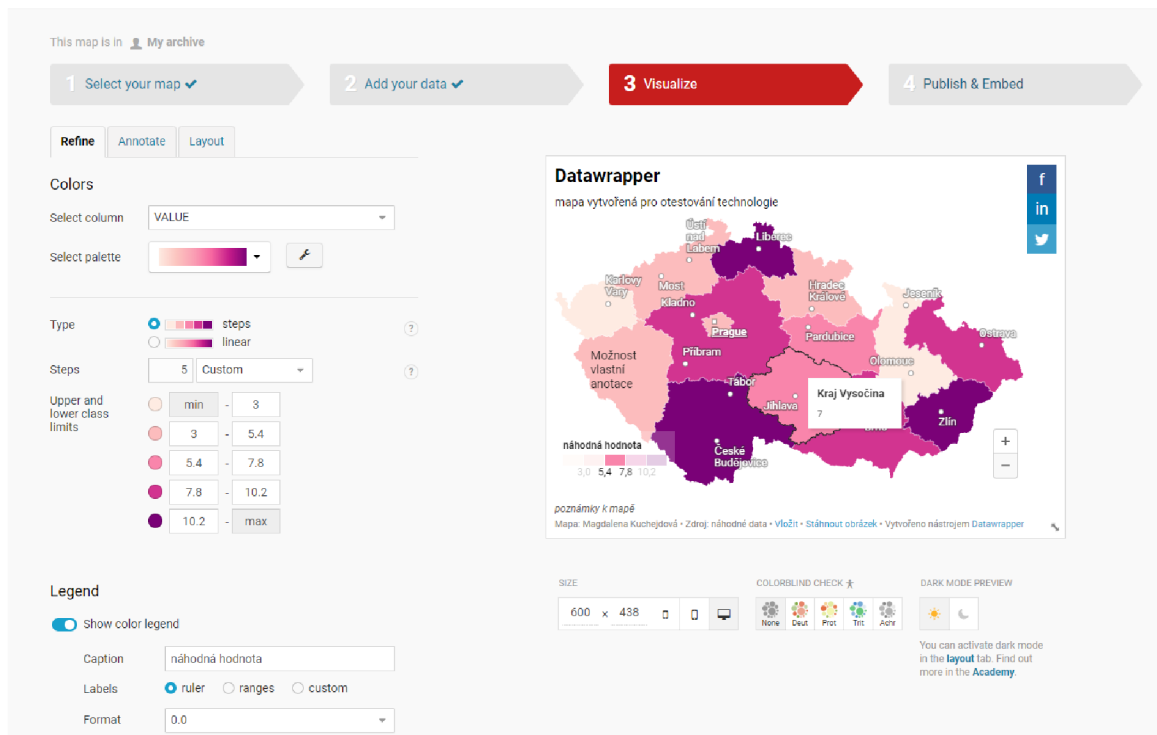 This map is in My archive
1 Select your map
2 Add your data
3 Visualize
4 Publish & Embed
Refine
Annotate
Layout
Colors
Select column
VALUE
Select palette
Type
steps
linear
?
Steps
5
Custom
?
Upper and
lower class
limits
min - 3
3 - 5.4
5.4 - 7.8
7.8 - 10.2
10.2 - max
Legend
Show color legend
Caption
náhodná hodnota
Labels
ruler
ranges
custom
Format
0.0
Datawrapper
mapa vytvořená pro otestování technologie
f
in
Ústí
nad
Labem
Liberec
Karlovy
Vary
Most
Kladno
Hradec
Králové
Jeseník
Prague
Pardubice
Ostrava
Příbram
Možnost
vlastní
anotace
Olomouc
Tábor
Jihlava
Kraj Vysočina
7
Brno
Zlín
České
Budějovice
náhodná hodnota
3,0 5,4 7,8 10,2
+
−
poznámky k mapě
Mapa: Magdalena Kuchejdová • Zdroj: náhodné data • Vložit • Stáhnout obrázek • Vytvořeno nástrojem Datawrapper
SIZE
600 x 438
COLORBLIND CHECK
None
Deut
Prot
Trit
Achr
DARK MODE PREVIEW
You can activate dark mode
in the layout tab. Find out
more in the Academy.